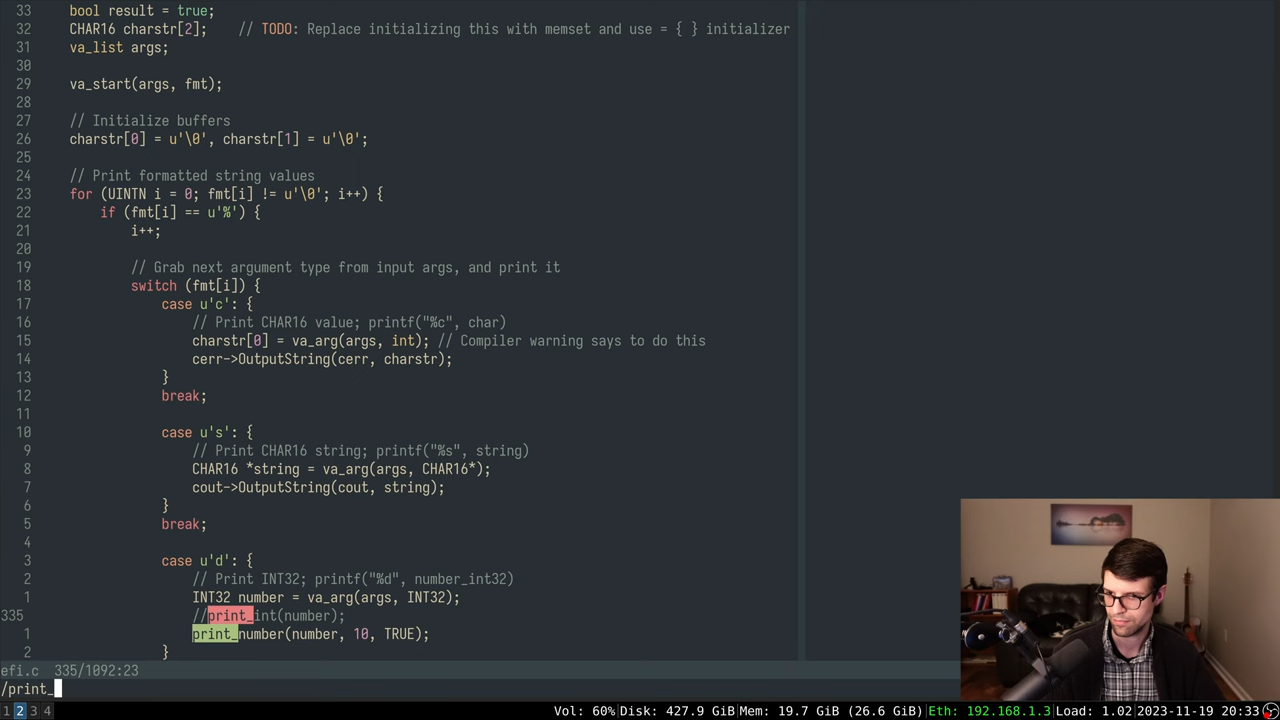 33 bool result = true;
32 CHAR16 charstr[2]; // TODO: Replace initializing this with memset and use = { } initializer
31 va_list args;
30
29 va_start(args, fmt);
28
27 // Initialize buffers
26 charstr[0] = u'\0', charstr[1] = u'\0';
25
24 // Print formatted string values
23 for (UINTN i = 0; fmt[i] != u'\0'; i++) {
22 if (fmt[i] == u'%') {
21 i++;
20
19 // Grab next argument type from input args, and print it
18 switch (fmt[i]) {
17 case u'c': {
16 // Print CHAR16 value; printf("%c", char)
15 charstr[0] = va_arg(args, int); // Compiler warning says to do this
14 cerr->OutputString(cerr, charstr);
13 }
12 break;
11
10 case u's': {
9 // Print CHAR16 string; printf("%s", string)
8 CHAR16 *string = va_arg(args, CHAR16*);
7 cout->OutputString(cout, string);
6 }
5 break;
4
3 case u'd': {
2 // Print INT32; printf("%d", number_int32)
1 INT32 number = va_arg(args, INT32);
335 //print_int(number);
1 print_number(number, 10, TRUE);
2 }
efi.c 335/1092:23
/print_
1 2 3 4 Vol: 60% Disk: 427.9 GiB Mem: 19.7 GiB (26.6 GiB) Eth: 192.168.1.3 Load: 1.02 2023-11-19 20:33